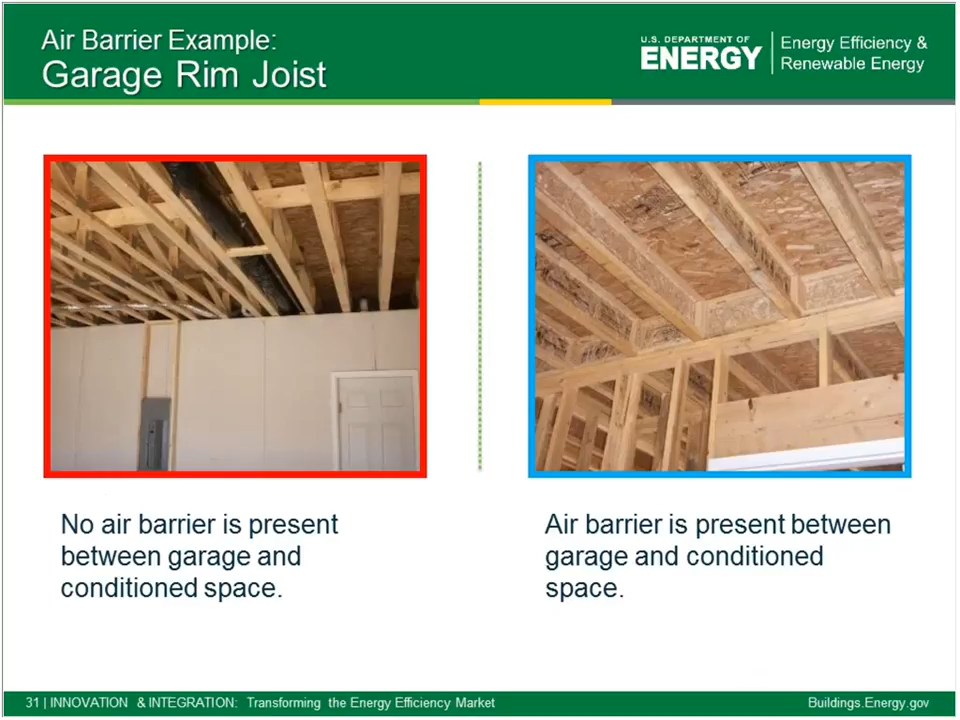 Air Barrier Example:
Garage Rim Joist
U.S. DEPARTMENT OF
ENERGY
Energy Efficiency &
Renewable Energy
No air barrier is present
between garage and
conditioned space.
Air barrier is present between
garage and conditioned
space.
31 | INNOVATION & INTEGRATION: Transforming the Energy Efficiency Market
Buildings.Energy.gov